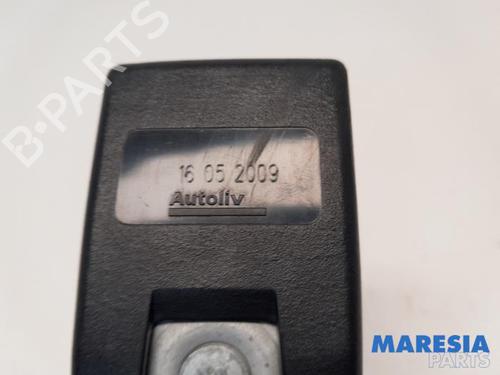 B-PARTS
16 05 2009
Autoliv
MARESIA
PARTS